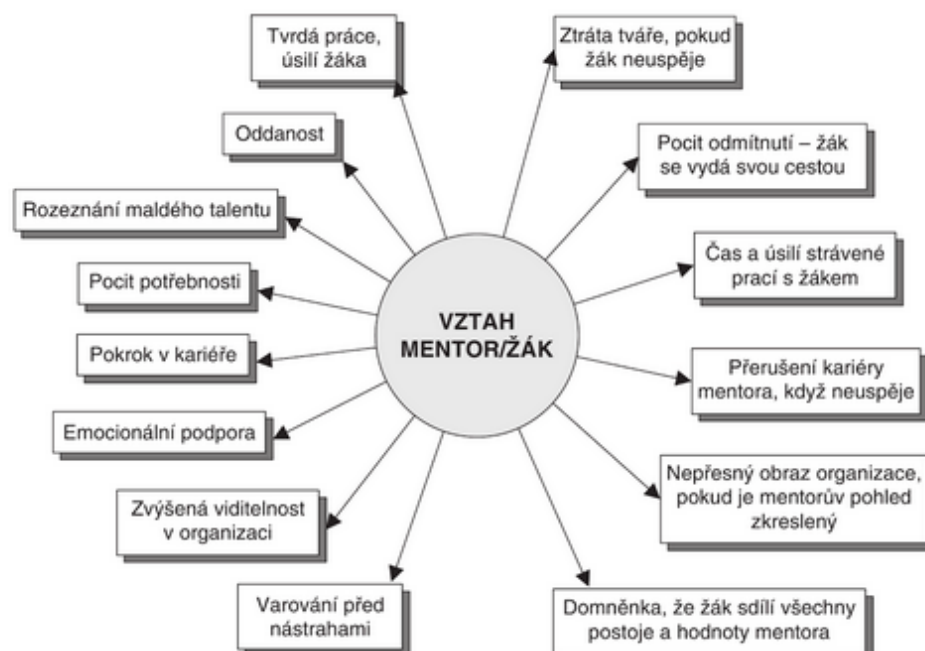 Tvrdá práce,
úsilí žáka
Ztráta tváře, pokud
žák neuspěje
Oddanost
Pocit odmítnutí – žák
se vydá svou cestou
Rozeznání maldého talentu
Čas a úsilí strávené
prací s žákem
Pocit potřebnosti
VZTAH
MENTOR/ŽÁK
Pokrok v kariéře
Přerušení kariéry
mentora, když neuspěje
Emocionální podpora
Nepřesný obraz organizace,
pokud je mentorův pohled
zkreslený
Zvýšená viditelnost
v organizaci
Varování před
nástrahami
Domněnka, že žák sdílí všechny
postoje a hodnoty mentora